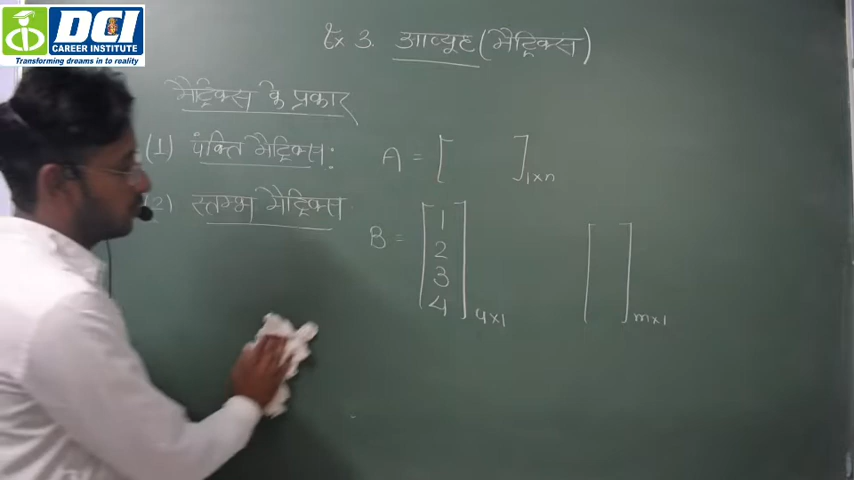 DCI
CAREER INSTITUTE
Transforming dreams in to reality
Ex 3. आव्यूह (मैट्रिक्स)
मैट्रिक्स के प्रकार
(1) पंक्ति मैट्रिक्स: A = [ ]1×n
2) स्तम्भ मैट्रिक्स
B = [1
2
3
4]4×1 [ ]m×1